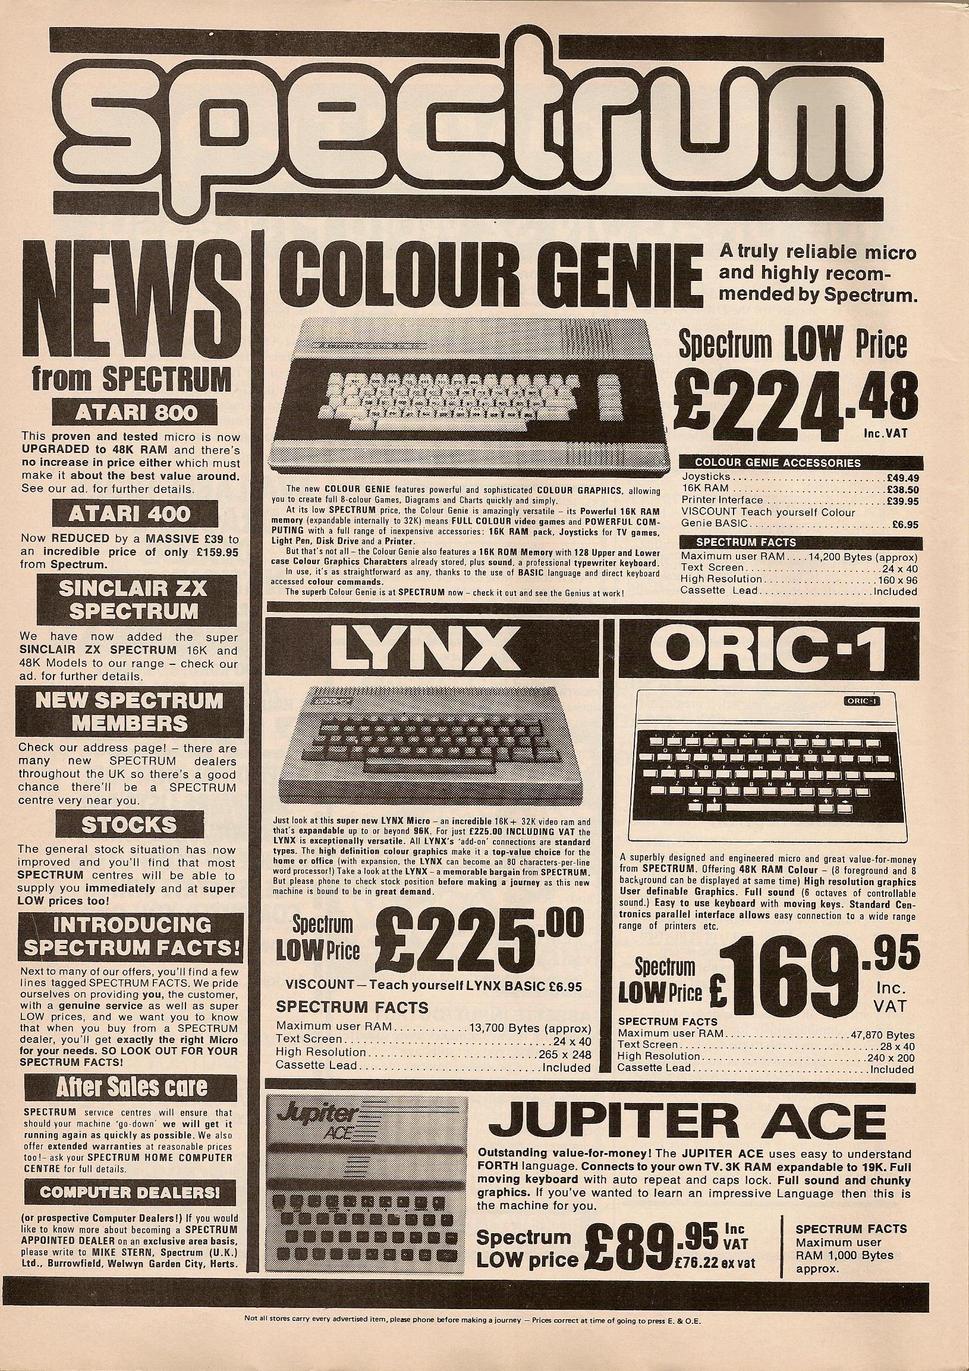 spectrum
NEWS
from SPECTRUM
ATARI 800
This proven and tested micro is now
UPGRADED to 48K RAM and there's
no increase in price either which must
make it about the best value around.
See our ad. for further details.
ATARI 400
Now REDUCED by a MASSIVE £39 to
an incredible price of only £159.95
from Spectrum.
SINCLAIR ZX
SPECTRUM
We have now added the super
SINCLAIR ZX SPECTRUM 16K and
48K Models to our range – check our
ad. for further details.
NEW SPECTRUM
MEMBERS
Check our address page! – there are
many new SPECTRUM dealers
throughout the UK so there's a good
chance there'll be a SPECTRUM
centre very near you.
STOCKS
The general stock situation has now
improved and you'll find that most
SPECTRUM centres will be able to
supply you immediately and at super
LOW prices too!
INTRODUCING
SPECTRUM FACTS!
Next to many of our offers, you'll find a few
lines tagged SPECTRUM FACTS. We pride
ourselves on providing you, the customer,
with a genuine service as well as super
LOW prices, and we want you to know
that when you buy from a SPECTRUM
dealer, you'll get exactly the right Micro
for your needs. SO LOOK OUT FOR YOUR
SPECTRUM FACTS!
After Sales care
SPECTRUM service centres will ensure that
should your machine 'go-down' we will get it
running again as quickly as possible. We also
offer extended warranties at reasonable prices
too! – ask your SPECTRUM HOME COMPUTER
CENTRE for full details.
COMPUTER DEALERS!
(or prospective Computer Dealers!) If you would
like to know more about becoming a SPECTRUM
APPOINTED DEALER on an exclusive area basis,
please write to MIKE STERN, Spectrum (U.K.)
Ltd., Burrowfield, Welwyn Garden City, Herts.
COLOUR GENIE
A truly reliable micro
and highly recom-
mended by Spectrum.
Spectrum LOW Price
£224.48
Inc.VAT
The new COLOUR GENIE features powerful and sophisticated COLOUR GRAPHICS, allowing
you to create full 8-colour Games, Diagrams and Charts quickly and simply.
At its low SPECTRUM price, the Colour Genie is amazingly versatile – its Powerful 16K RAM
memory (expandable internally to 32K) means FULL COLOUR video games and POWERFUL COM-
PUTING with a full range of inexpensive accessories: 16K RAM pack, Joysticks for TV games,
Light Pen, Disk Drive and a Printer.
But that's not all – the Colour Genie also features a 16K ROM Memory with 128 Upper and Lower
case Colour Graphics Characters already stored, plus sound, a professional typewriter keyboard.
In use, it's as straightforward as any, thanks to the use of BASIC language and direct keyboard
accessed colour commands.
The superb Colour Genie is at SPECTRUM now – check it out and see the Genius at work!
COLOUR GENIE ACCESSORIES
Joysticks..........................£49.49
16K RAM..........................£38.50
Printer Interface..................£39.95
VISCOUNT Teach yourself Colour
Genie BASIC.......................£6.95
SPECTRUM FACTS
Maximum user RAM....14,200 Bytes (approx)
Text Screen.........................24 x 40
High Resolution....................160 x 96
Cassette Lead.....................Included
LYNX
Just look at this super new LYNX Micro – an incredible 16K+ 32K video ram and
that's expandable up to or beyond 96K. For just £225.00 INCLUDING VAT the
LYNX is exceptionally versatile. All LYNX's 'add-on' connections are standard
types. The high definition colour graphics make it a top-value choice for the
home or office (with expansion, the LYNX can become an 80 characters-per-line
word processor!) Take a look at the LYNX – a memorable bargain from SPECTRUM.
But please phone to check stock position before making a journey as this new
machine is bound to be in great demand.
Spectrum
LOW Price
£225.00
VISCOUNT – Teach yourself LYNX BASIC £6.95
SPECTRUM FACTS
Maximum user RAM...........13,700 Bytes (approx)
Text Screen...............................24 x 40
High Resolution.........................265 x 248
Cassette Lead...........................Included
ORIC-1
ORIC-1
A superbly designed and engineered micro and great value-for-money
from SPECTRUM. Offering 48K RAM Colour – (8 foreground and 8
background can be displayed at same time) High resolution graphics
User definable Graphics. Full sound (6 octaves of controllable
sound.) Easy to use keyboard with moving keys. Standard Cen-
tronics parallel interface allows easy connection to a wide range
range of printers etc.
Spectrum
LOW Price
£169.95
Inc.
VAT
SPECTRUM FACTS
Maximum user RAM....................47,870 Bytes
Text Screen...............................28 x 40
High Resolution.........................240 x 200
Cassette Lead...........................Included
Jupiter
ACE
JUPITER ACE
Outstanding value-for-money! The JUPITER ACE uses easy to understand
FORTH language. Connects to your own TV. 3K RAM expandable to 19K. Full
moving keyboard with auto repeat and caps lock. Full sound and chunky
graphics. If you've wanted to learn an impressive Language then this is
the machine for you.
Spectrum
LOW price
£89.95 Inc
VAT
£76.22 ex vat
SPECTRUM FACTS
Maximum user
RAM 1,000 Bytes
approx.
Not all stores carry every advertised item, please phone before making a journey – Prices correct at time of going to press E. & O.E.